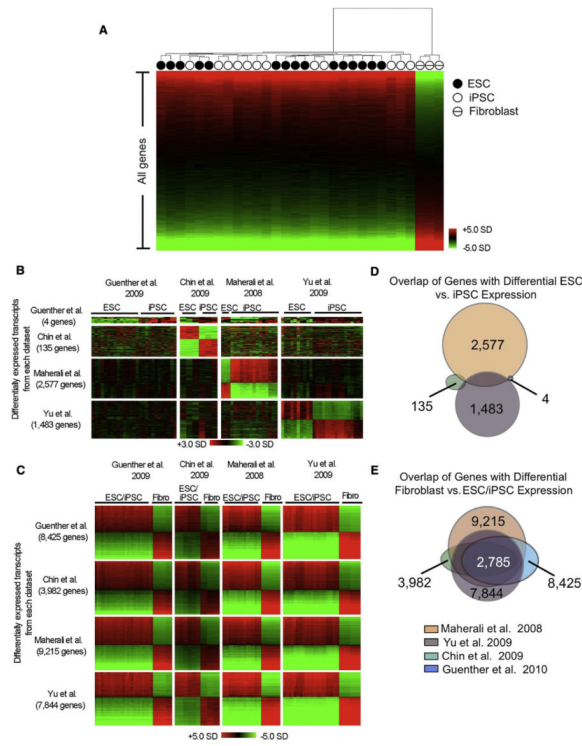 A
ESC
iPSC
Fibroblast
All genes
+5.0 SD
-5.0 SD
B
Guenther et al.
2009
Chin et al.
2009
Maherali et al.
2008
Yu et al.
2009
ESC
iPSC
ESC
iPSC
ESC
iPSC
ESC
iPSC
Differentially expressed transcripts
from each dataset
Guenther et al.
(4 genes)
Chin et al.
(135 genes)
Maherali et al.
(2,577 genes)
Yu et al.
(1,483 genes)
+3.0 SD
-3.0 SD
C
Guenther et al.
2009
Chin et al.
2009
Maherali et al.
2008
Yu et al.
2009
ESC/iPSC
Fibro
ESC/
iPSC
Fibro
ESC/iPSC
Fibro
ESC/iPSC
Fibro
Differentially expressed transcripts
from each dataset
Guenther et al.
(8,425 genes)
Chin et al.
(3,982 genes)
Maherali et al.
(9,215 genes)
Yu et al.
(7,844 genes)
+5.0 SD
-5.0 SD
D
Overlap of Genes with Differential ESC
vs. iPSC Expression
2,577
135
1,483
4
E
Overlap of Genes with Differential
Fibroblast vs. ESC/iPSC Expression
9,215
2,785
3,982
7,844
8,425
Maherali et al. 2008
Yu et al. 2009
Chin et al. 2009
Guenther et al. 2010